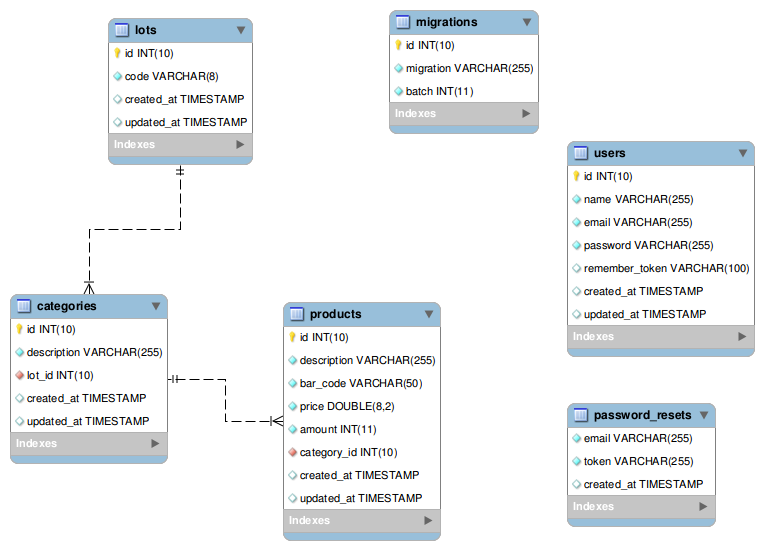 lots
id INT(10)
code VARCHAR(8)
created_at TIMESTAMP
updated_at TIMESTAMP
Indexes
migrations
id INT(10)
migration VARCHAR(255)
batch INT(11)
Indexes
users
id INT(10)
name VARCHAR(255)
email VARCHAR(255)
password VARCHAR(255)
remember_token VARCHAR(100)
created_at TIMESTAMP
updated_at TIMESTAMP
Indexes
categories
id INT(10)
description VARCHAR(255)
lot_id INT(10)
created_at TIMESTAMP
updated_at TIMESTAMP
Indexes
products
id INT(10)
description VARCHAR(255)
bar_code VARCHAR(50)
price DOUBLE(8,2)
amount INT(11)
category_id INT(10)
created_at TIMESTAMP
updated_at TIMESTAMP
Indexes
password_resets
email VARCHAR(255)
token VARCHAR(255)
created_at TIMESTAMP
Indexes